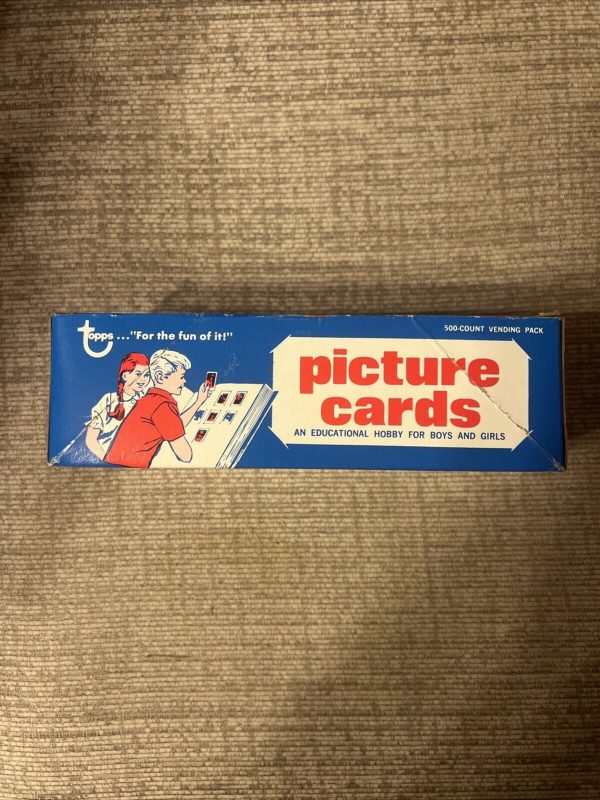 topps ... "For the fun of it!"
500-COUNT VENDING PACK
picture
cards
AN EDUCATIONAL HOBBY FOR BOYS AND GIRLS